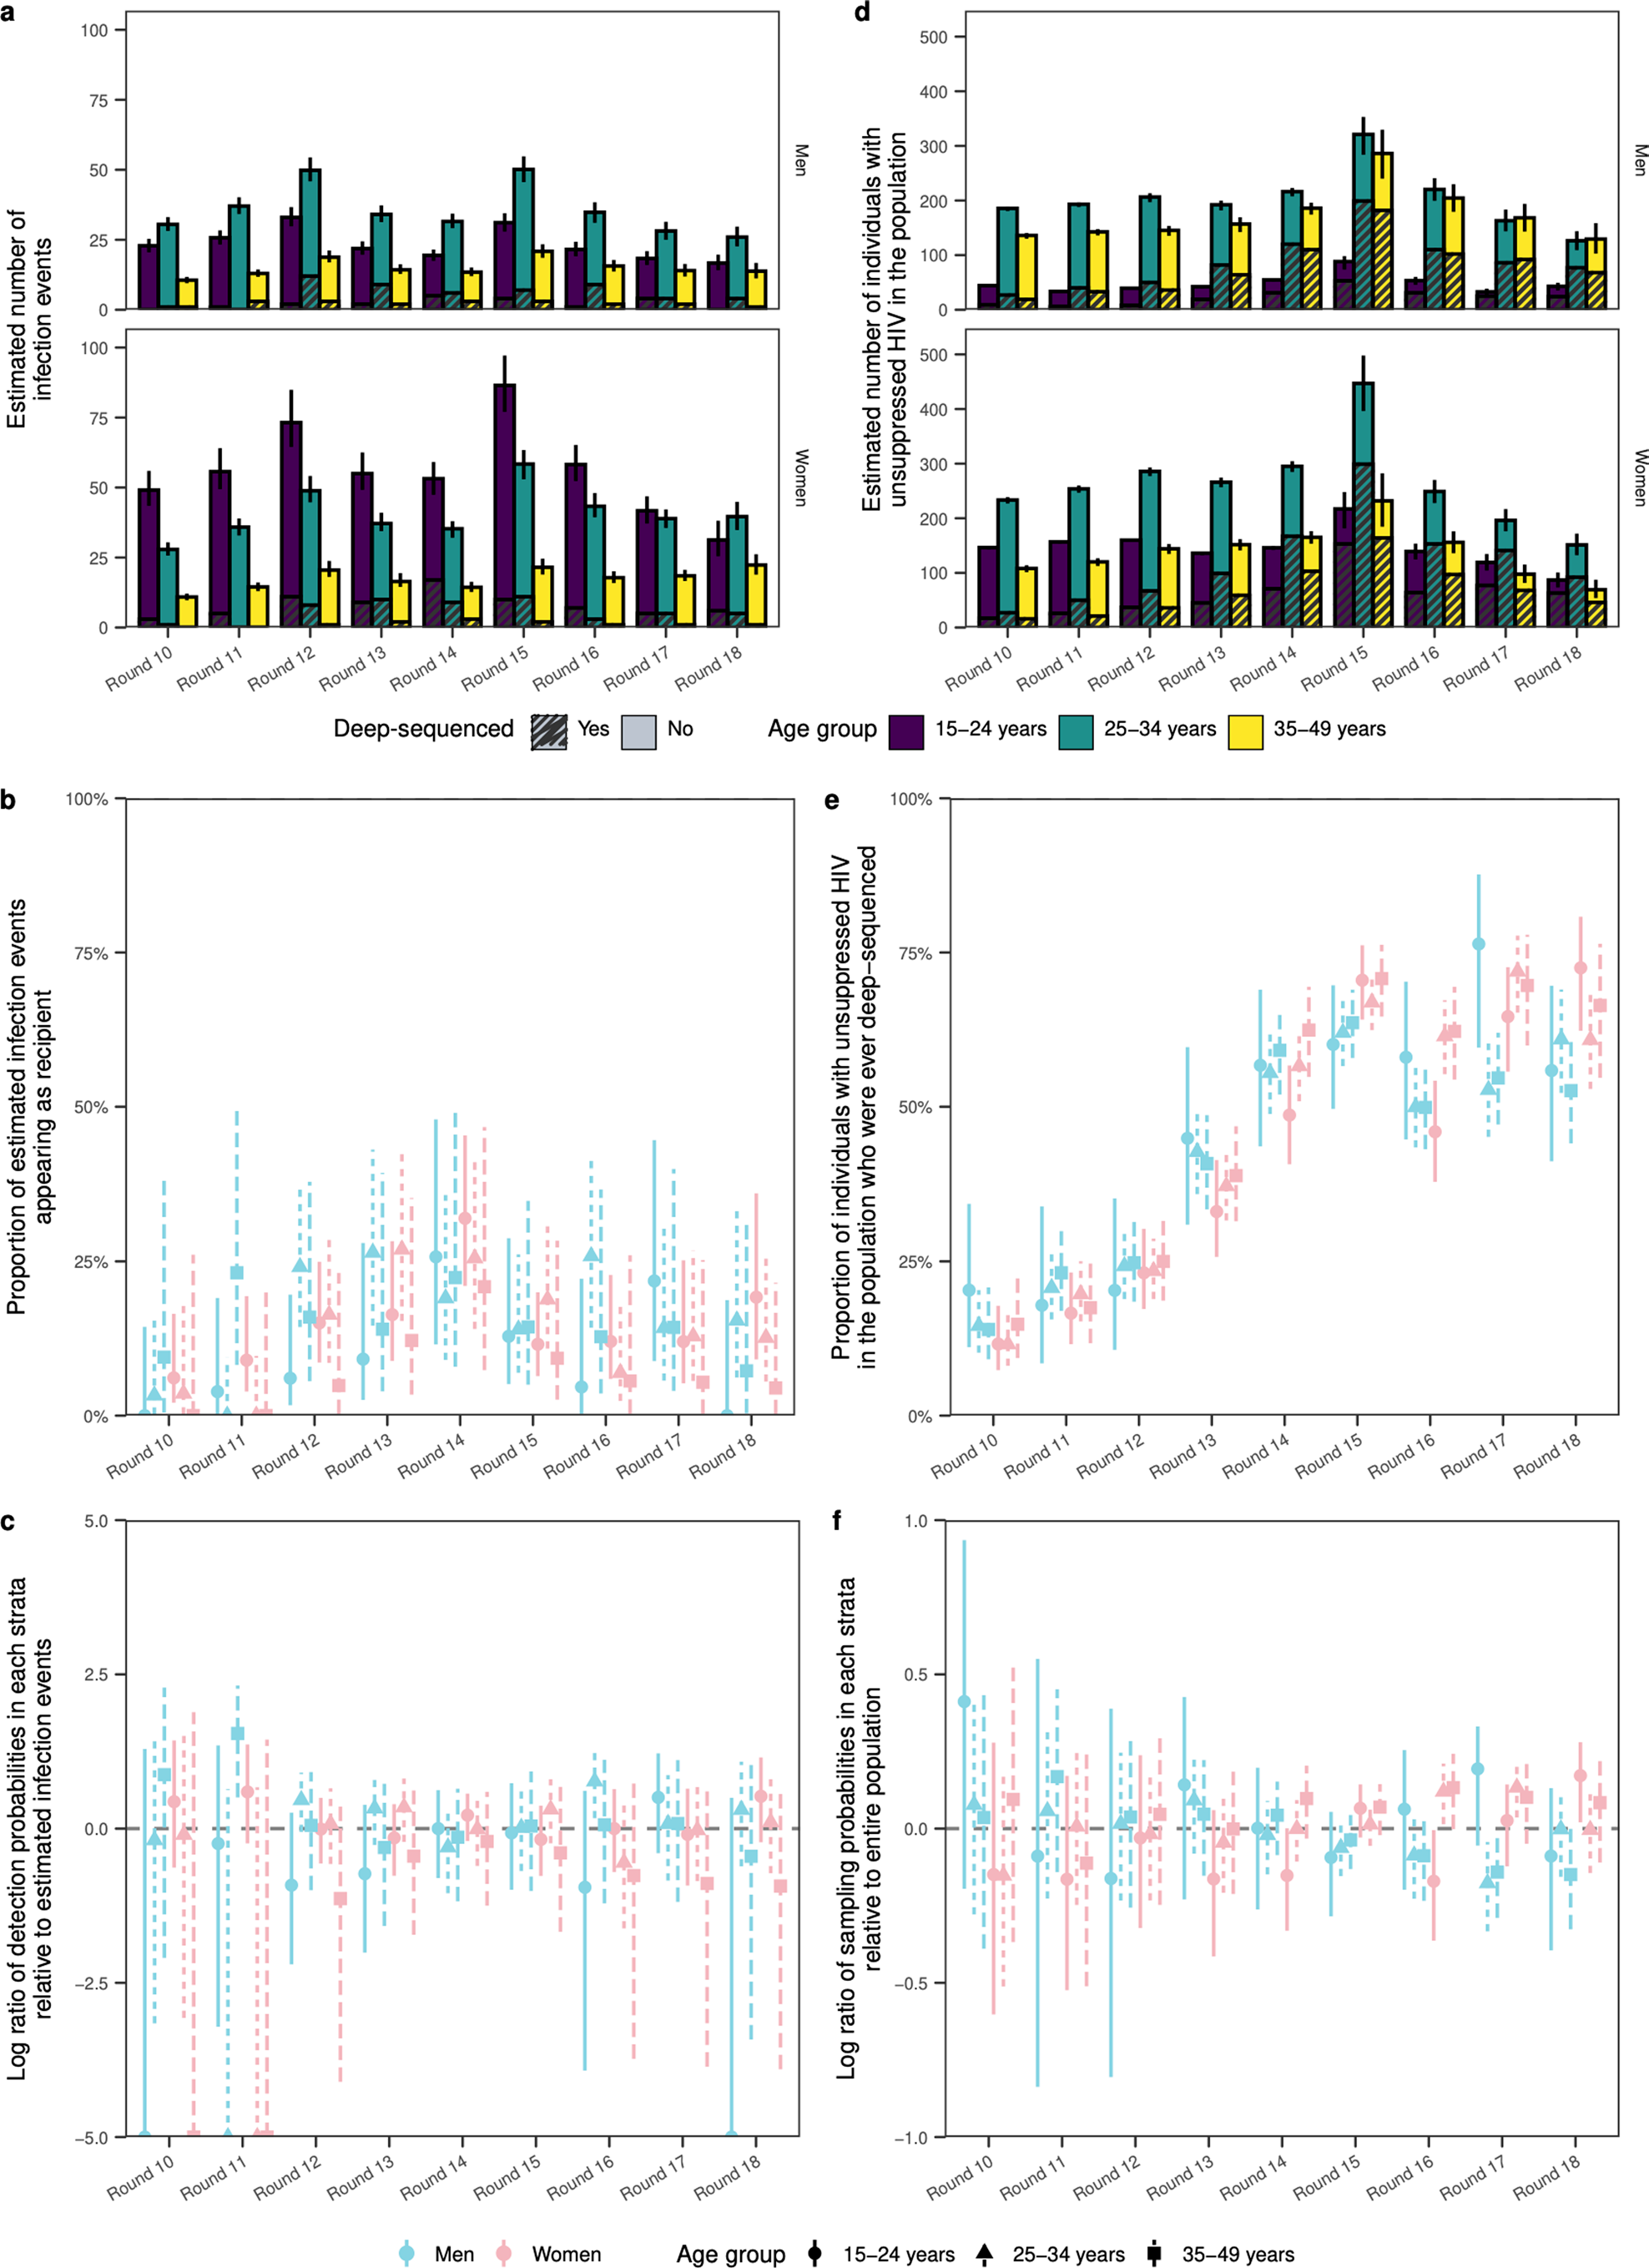 a
Estimated number of
infection events
100
75
50
25
0
Men
100
75
50
25
0
Women
Round 10
Round 11
Round 12
Round 13
Round 14
Round 15
Round 16
Round 17
Round 18
d
Estimated number of individuals with
unsuppressed HIV in the population
500
400
300
200
100
0
Men
500
400
300
200
100
0
Women
Round 10
Round 11
Round 12
Round 13
Round 14
Round 15
Round 16
Round 17
Round 18
Deep-sequenced Yes No Age group 15–24 years 25–34 years 35–49 years
b
Proportion of estimated infection events
appearing as recipient
100%
75%
50%
25%
0%
Round 10
Round 11
Round 12
Round 13
Round 14
Round 15
Round 16
Round 17
Round 18
e
Proportion of individuals with unsuppressed HIV
in the population who were ever deep–sequenced
100%
75%
50%
25%
0%
Round 10
Round 11
Round 12
Round 13
Round 14
Round 15
Round 16
Round 17
Round 18
c
Log ratio of detection probabilities in each strata
relative to estimated infection events
5.0
2.5
0.0
−2.5
−5.0
Round 10
Round 11
Round 12
Round 13
Round 14
Round 15
Round 16
Round 17
Round 18
f
Log ratio of sampling probabilities in each strata
relative to entire population
1.0
0.5
0.0
−0.5
−1.0
Round 10
Round 11
Round 12
Round 13
Round 14
Round 15
Round 16
Round 17
Round 18
Men Women Age group 15–24 years 25–34 years 35–49 years